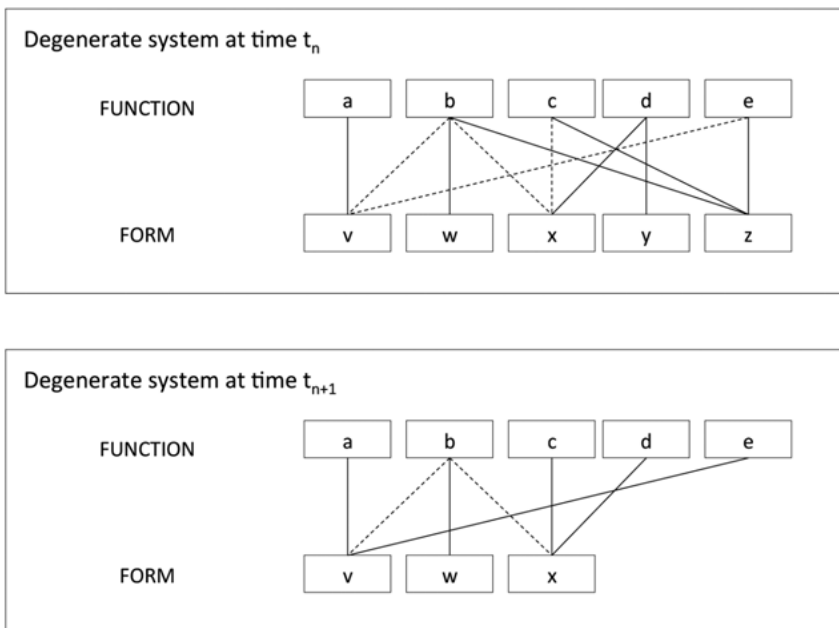 Degenerate system at time tn
FUNCTION a b c d e
FORM v w x y z
Degenerate system at time tn+1
FUNCTION a b c d e
FORM v w x